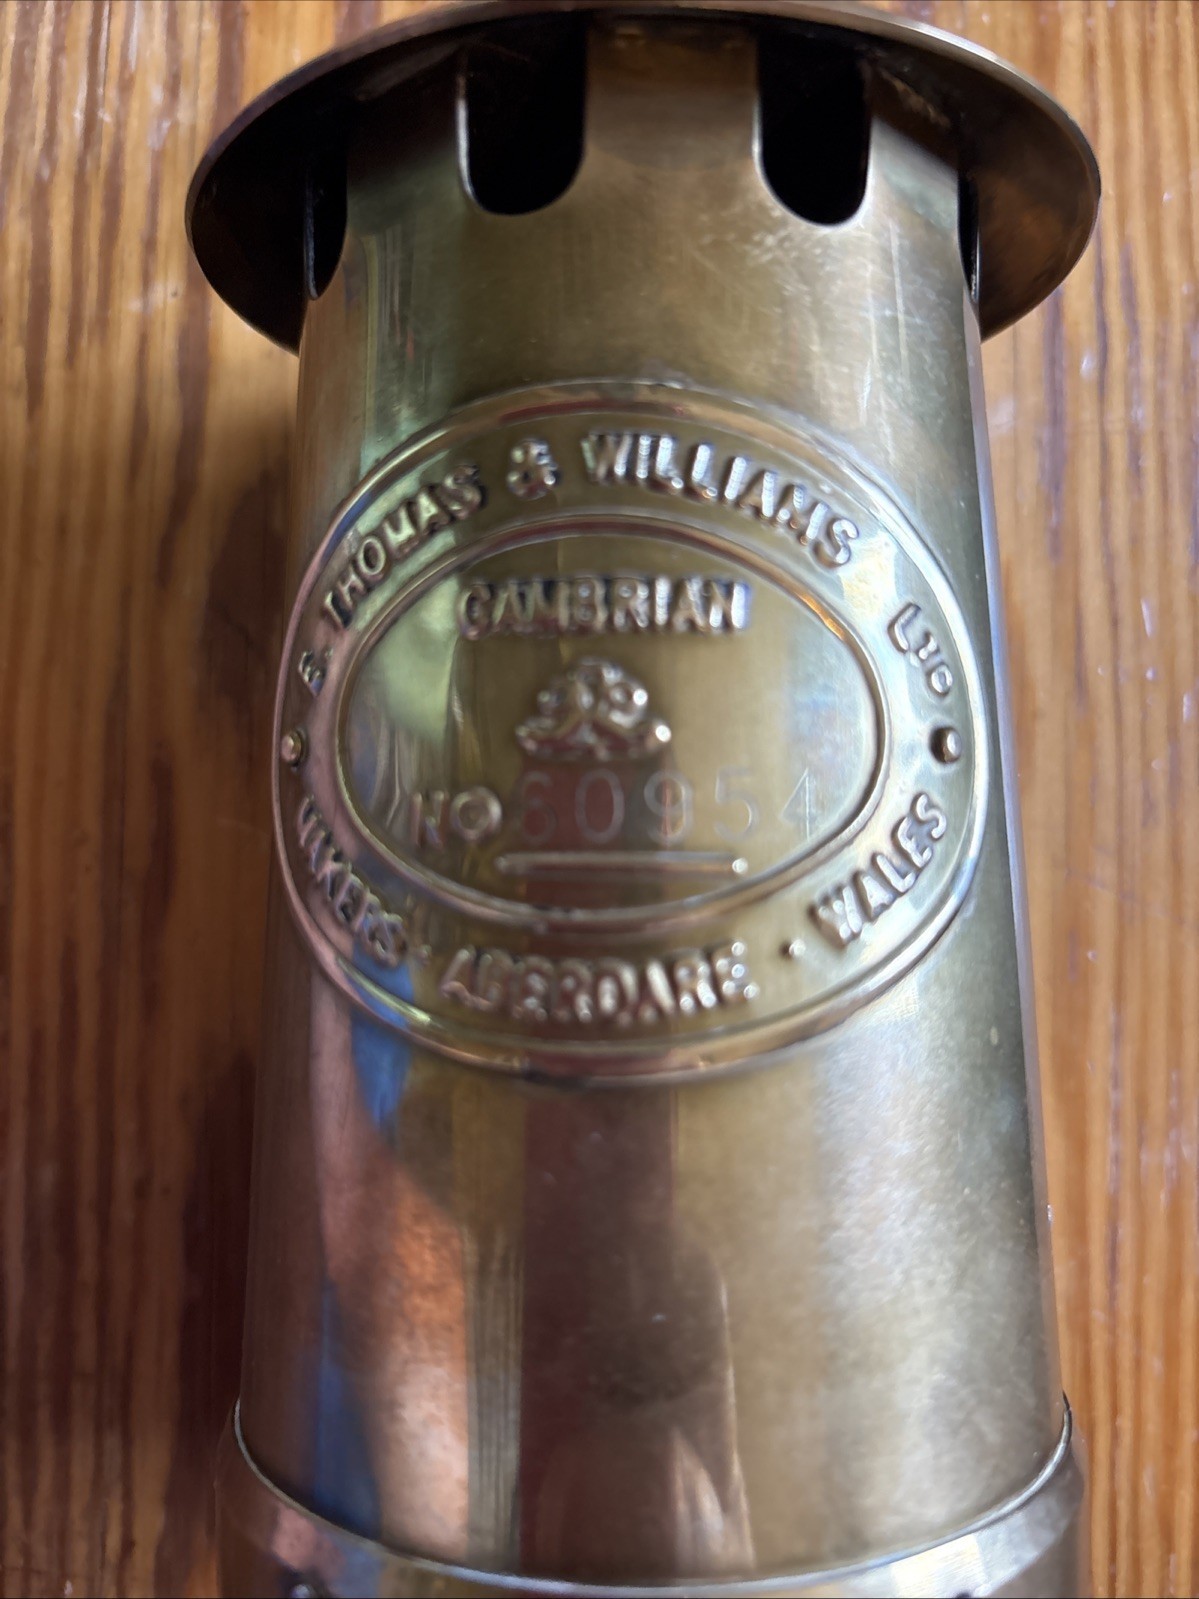 E. THOMAS & WILLIAMS LTD
CAMBRIAN
NO 60954
MAKERS · ABERDARE · WALES